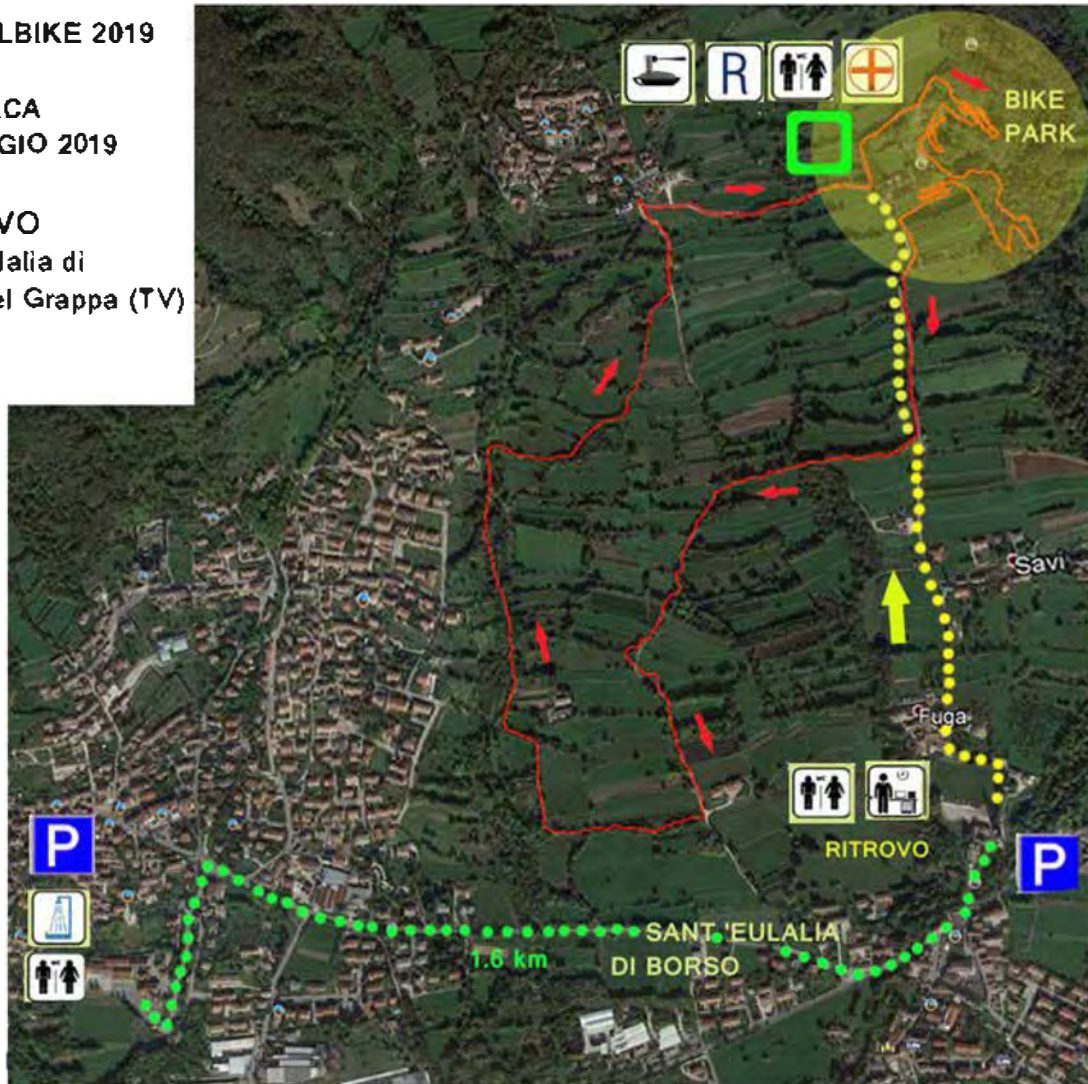 LBIKE 2019
CA
GIO 2019
VO
lalia di
el Grappa (TV)
R
BIKE
PARK
Savi
Fuga
RITROVO
P
P
SANT 'EULALIA
DI BORSO
1.6 km